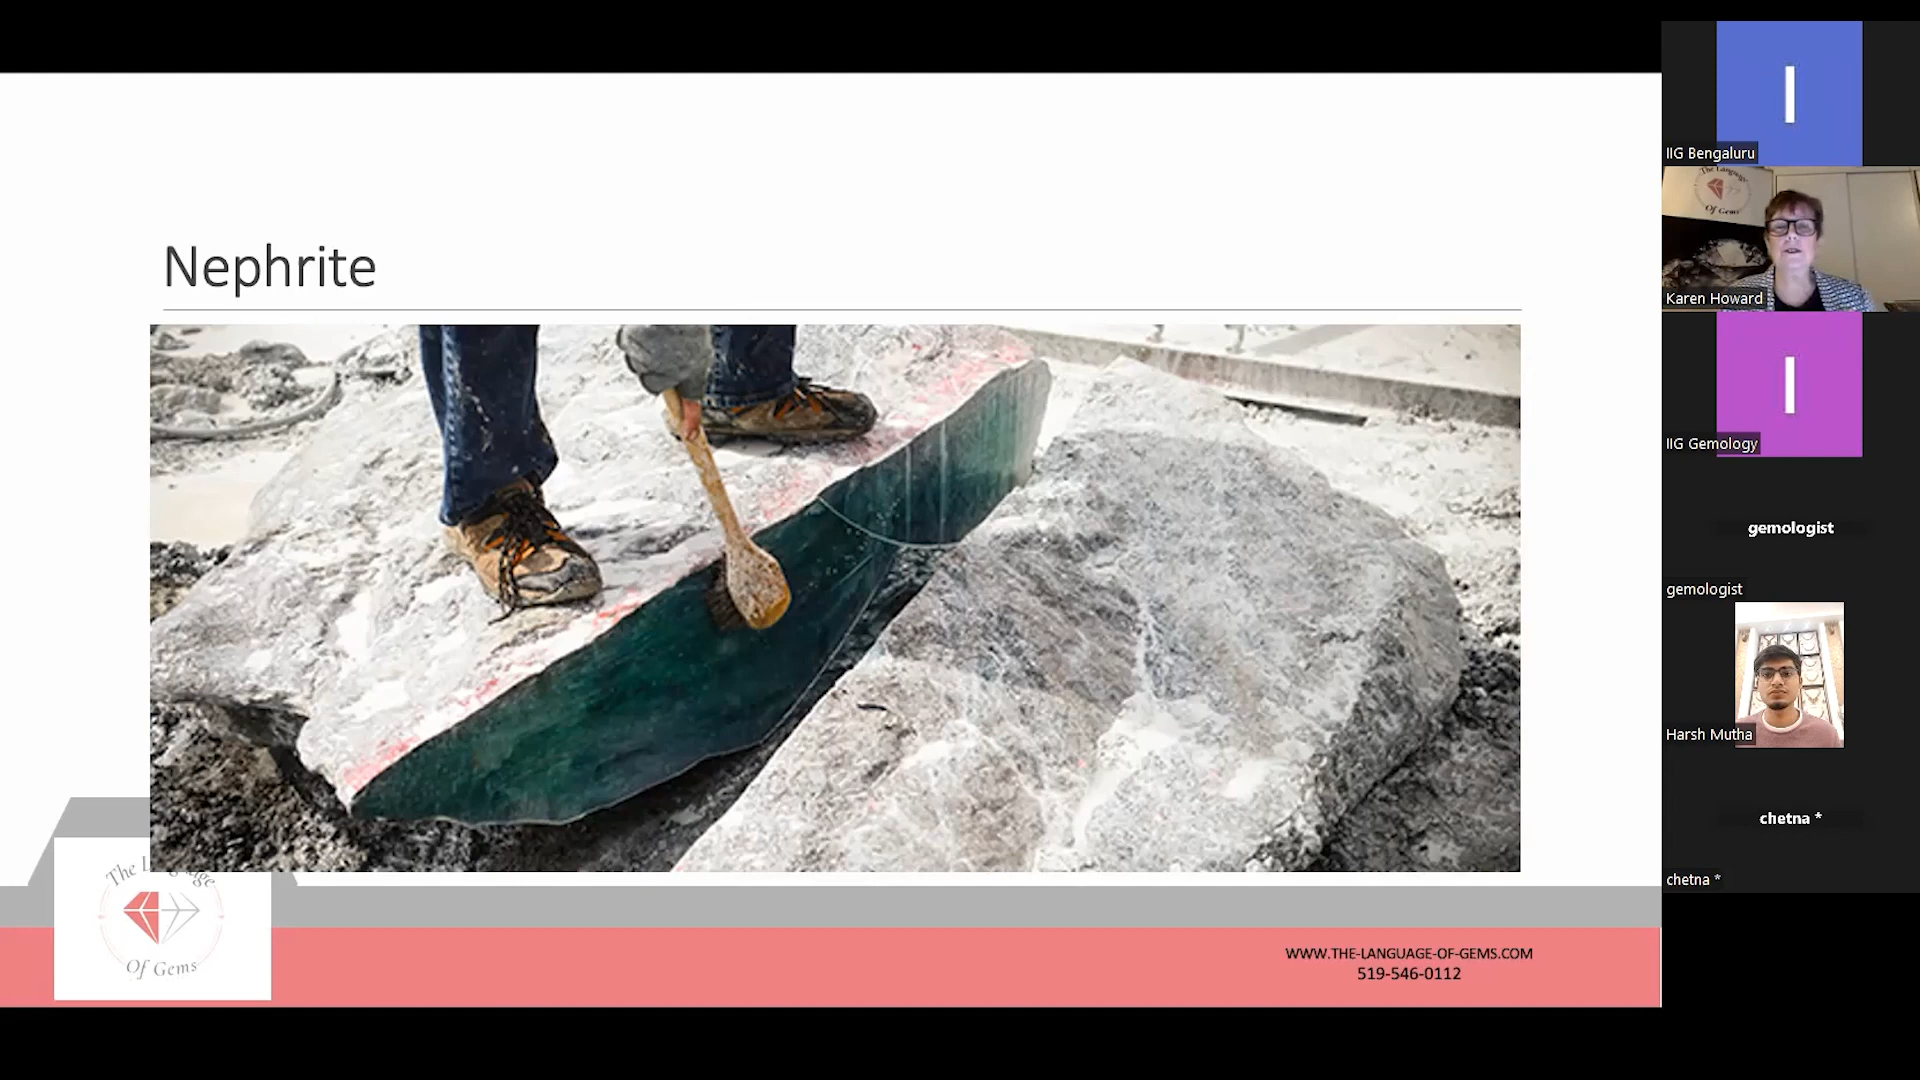 Nephrite
The Language
Of Gems
WWW.THE-LANGUAGE-OF-GEMS.COM
519-546-0112
I
IIG Bengaluru
The Language
Of Gems
Karen Howard
I
IIG Gemology
gemologist
gemologist
Harsh Mutha
chetna *
chetna *